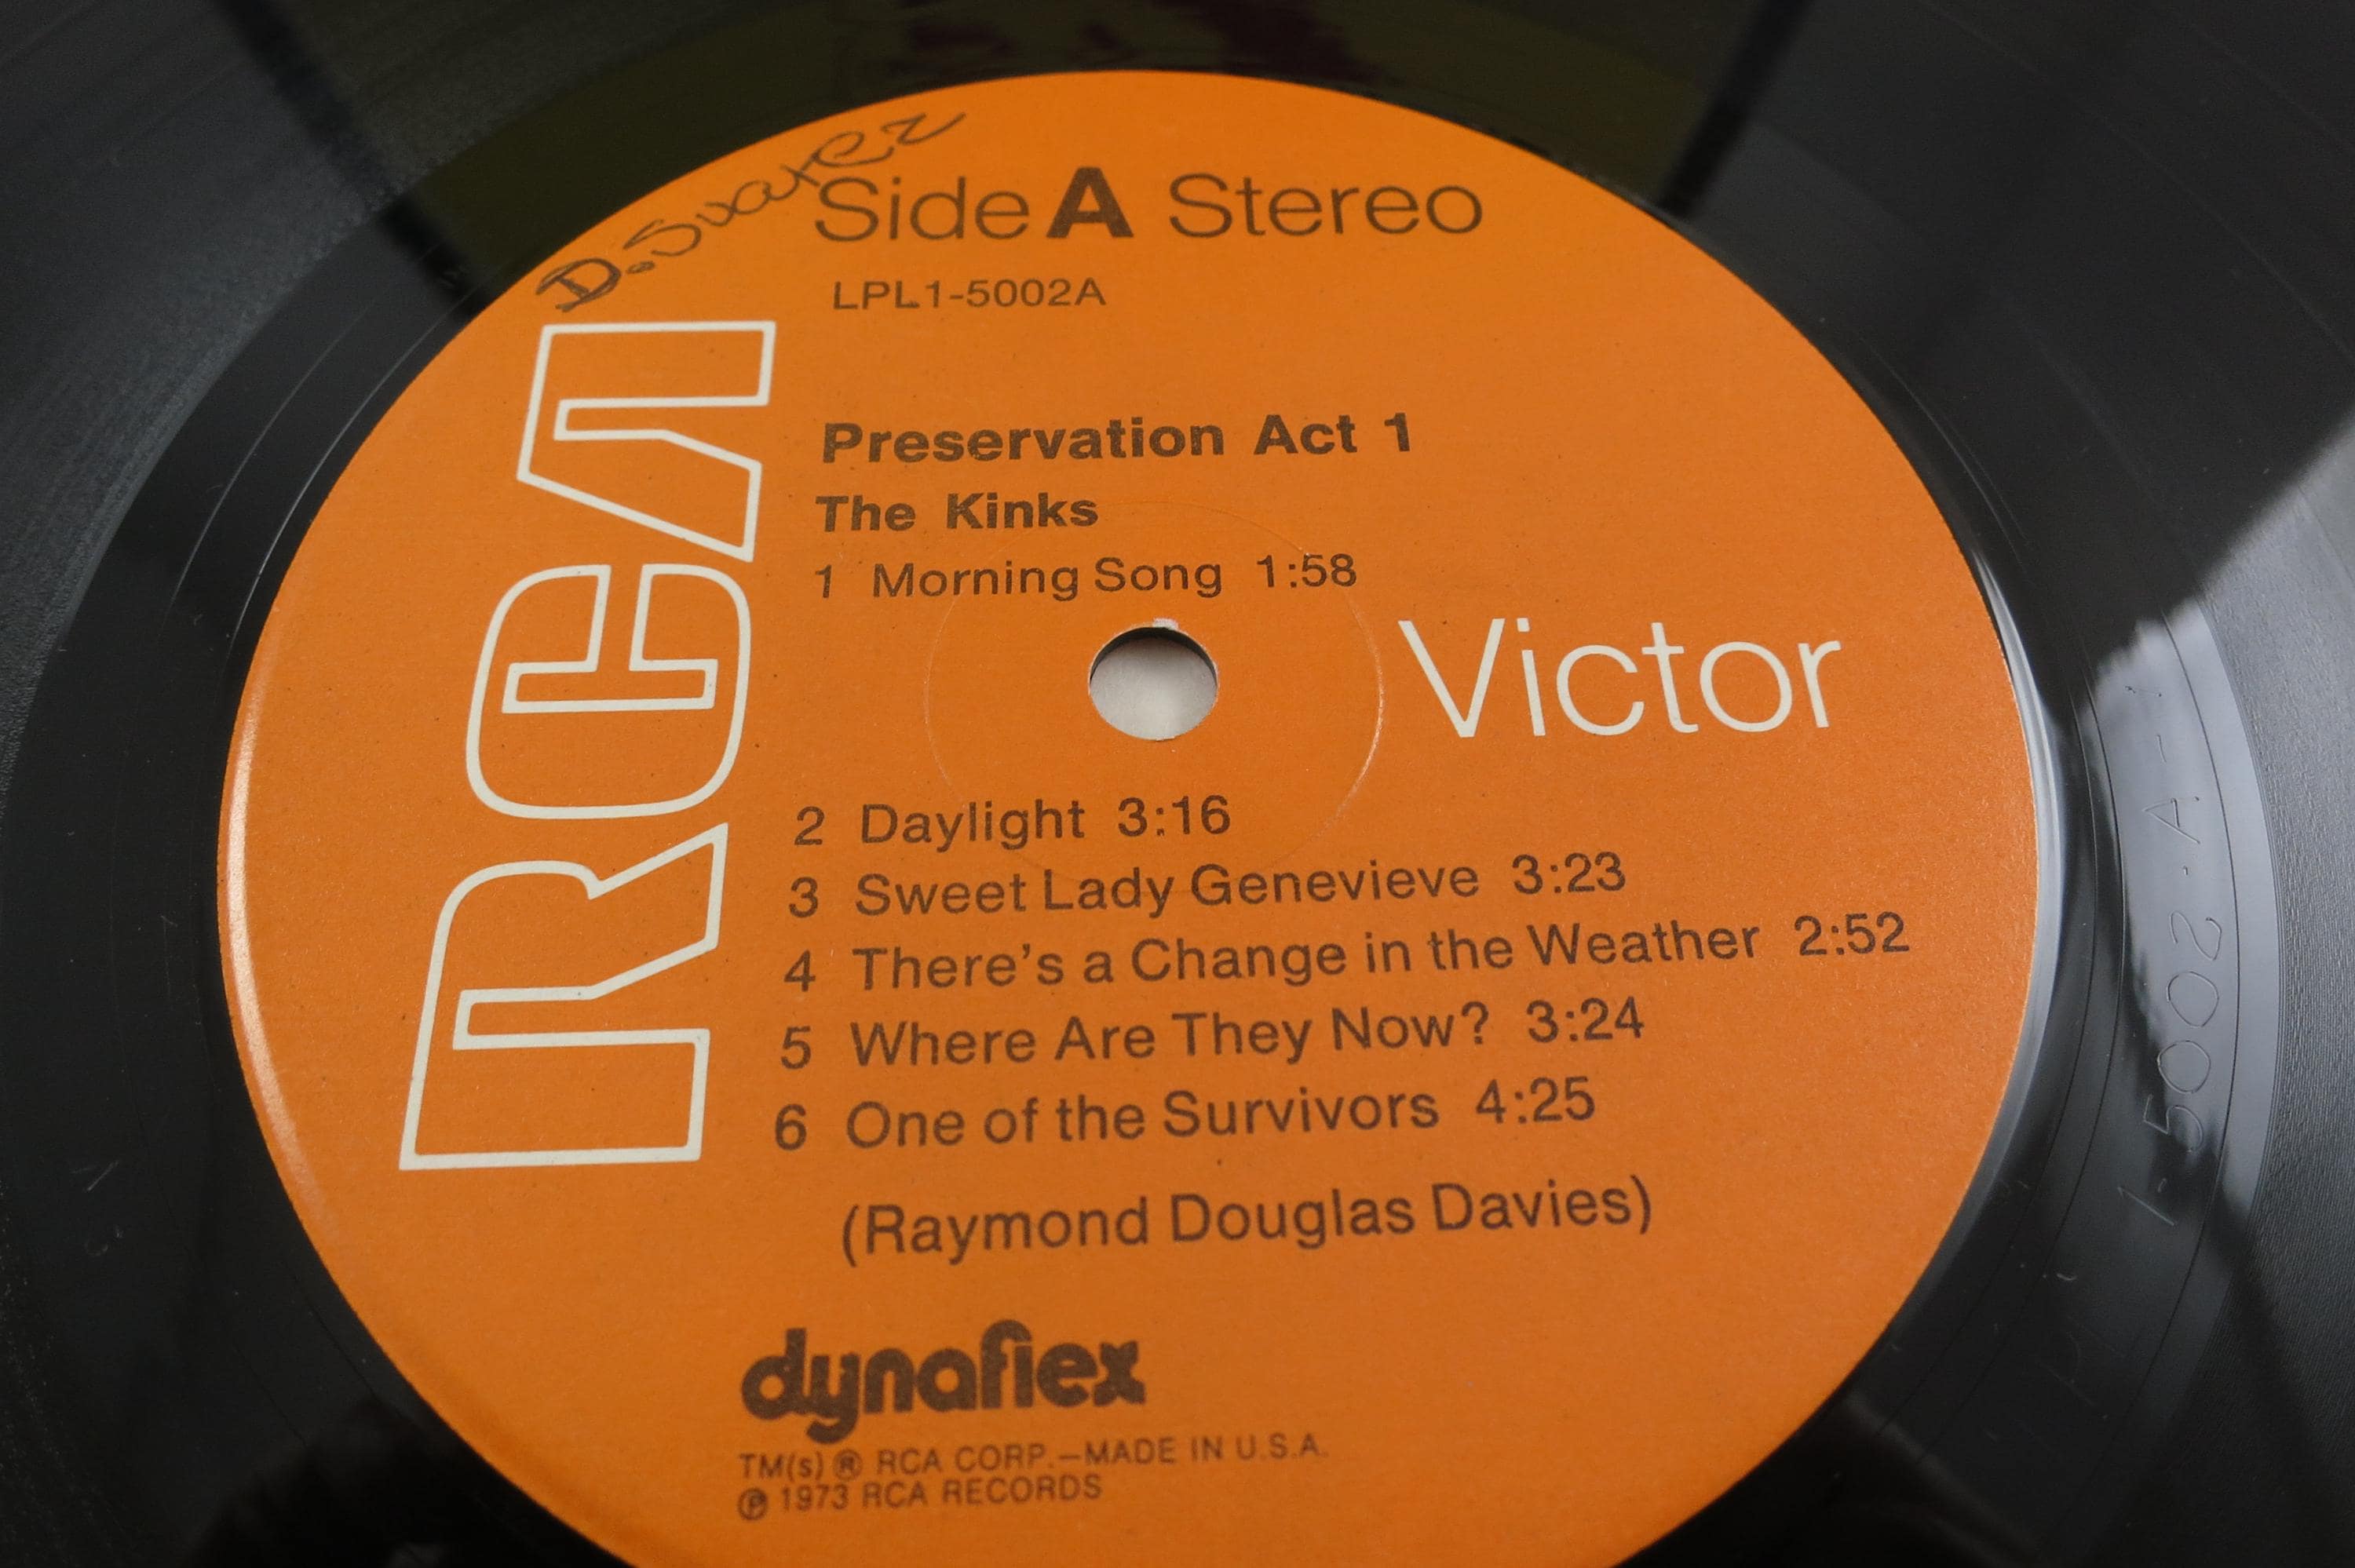 D. Suarez
Side A Stereo
LPL1-5002A
RCA
Preservation Act 1
The Kinks
1 Morning Song 1:58
Victor
2 Daylight 3:16
3 Sweet Lady Genevieve 3:23
4 There's a Change in the Weather 2:52
5 Where Are They Now? 3:24
6 One of the Survivors 4:25
(Raymond Douglas Davies)
dynaflex
TM(s) ® RCA CORP.—MADE IN U.S.A.
℗ 1973 RCA RECORDS
1-5002-A-